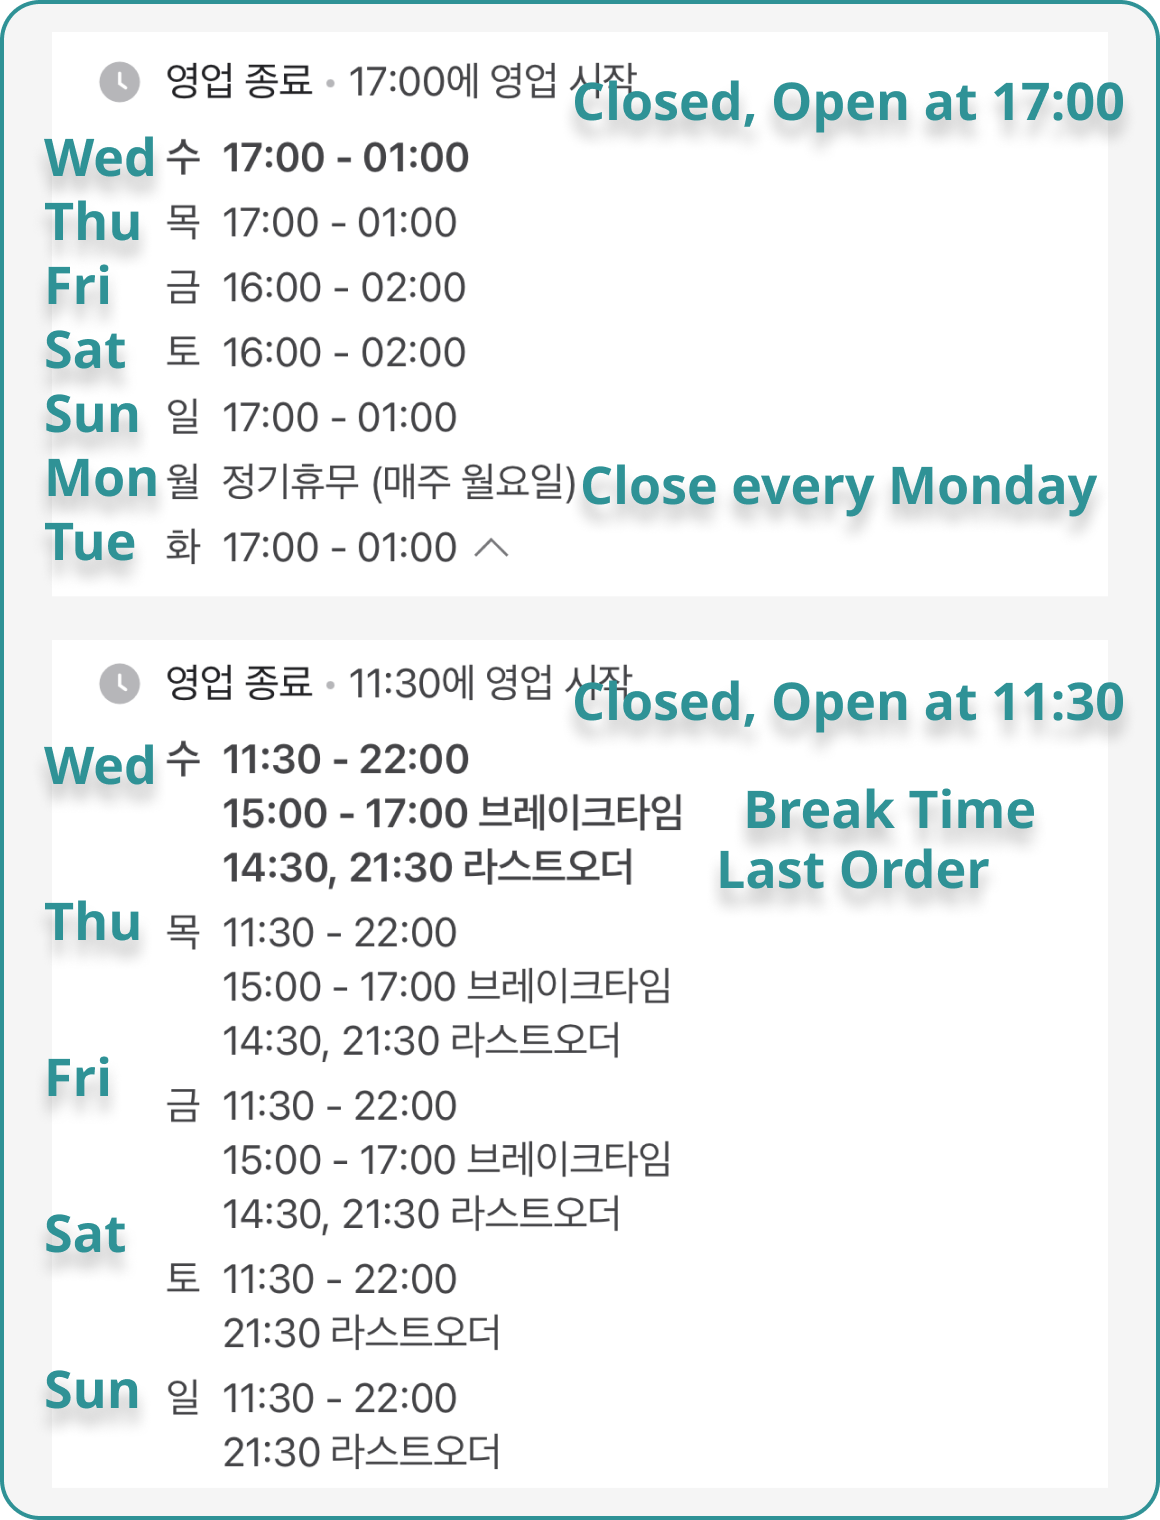 영업 종료 • 17:00에 영업 시작
Closed, Open at 17:00
Wed 수 17:00 - 01:00
Thu 목 17:00 - 01:00
Fri 금 16:00 - 02:00
Sat 토 16:00 - 02:00
Sun 일 17:00 - 01:00
Mon 월 정기휴무 (매주 월요일) Close every Monday
Tue 화 17:00 - 01:00
영업 종료 • 11:30에 영업 시작
Closed, Open at 11:30
Wed 수 11:30 - 22:00
15:00 - 17:00 브레이크타임 Break Time
14:30, 21:30 라스트오더 Last Order
Thu 목 11:30 - 22:00
15:00 - 17:00 브레이크타임
14:30, 21:30 라스트오더
Fri 금 11:30 - 22:00
15:00 - 17:00 브레이크타임
14:30, 21:30 라스트오더
Sat 토 11:30 - 22:00
21:30 라스트오더
Sun 일 11:30 - 22:00
21:30 라스트오더